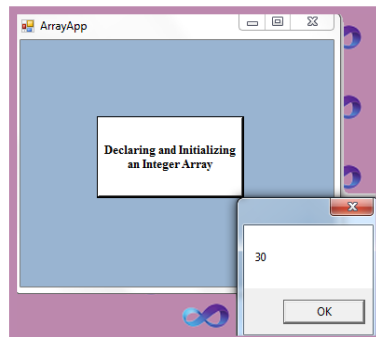 ArrayApp
Declaring and Initializing
an Integer Array
30
OK